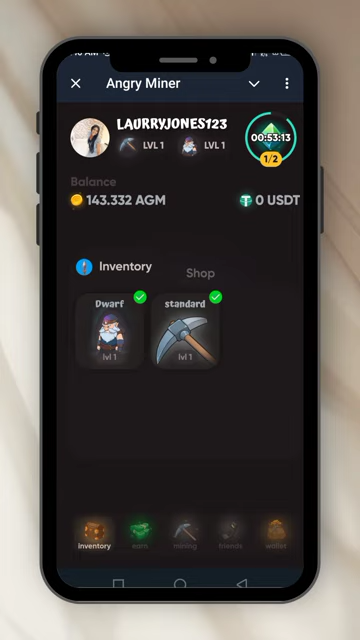 Angry Miner
LAURRYJONES123
LVL 1
LVL 1
00:53:13
1/2
Balance
143.332 AGM
0 USDT
Inventory
Shop
Dwarf
standard
lvl 1
lvl 1
inventory
earn
mining
friends
wallet